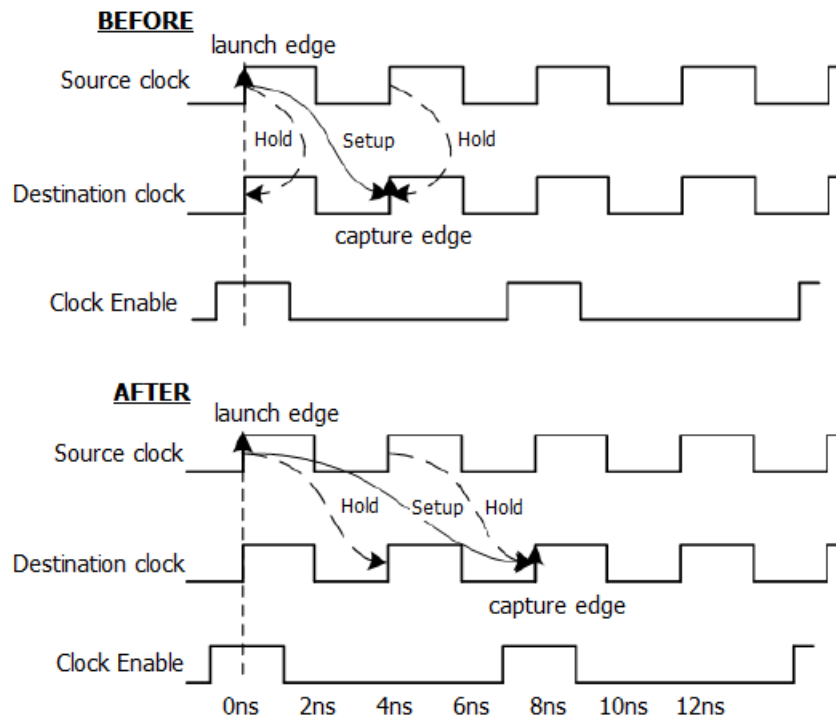 BEFORE
launch edge
Source clock
Hold
Setup
Hold
Destination clock
capture edge
Clock Enable
AFTER
launch edge
Source clock
Hold
Setup
Hold
Destination clock
capture edge
Clock Enable
0ns 2ns 4ns 6ns 8ns 10ns 12ns